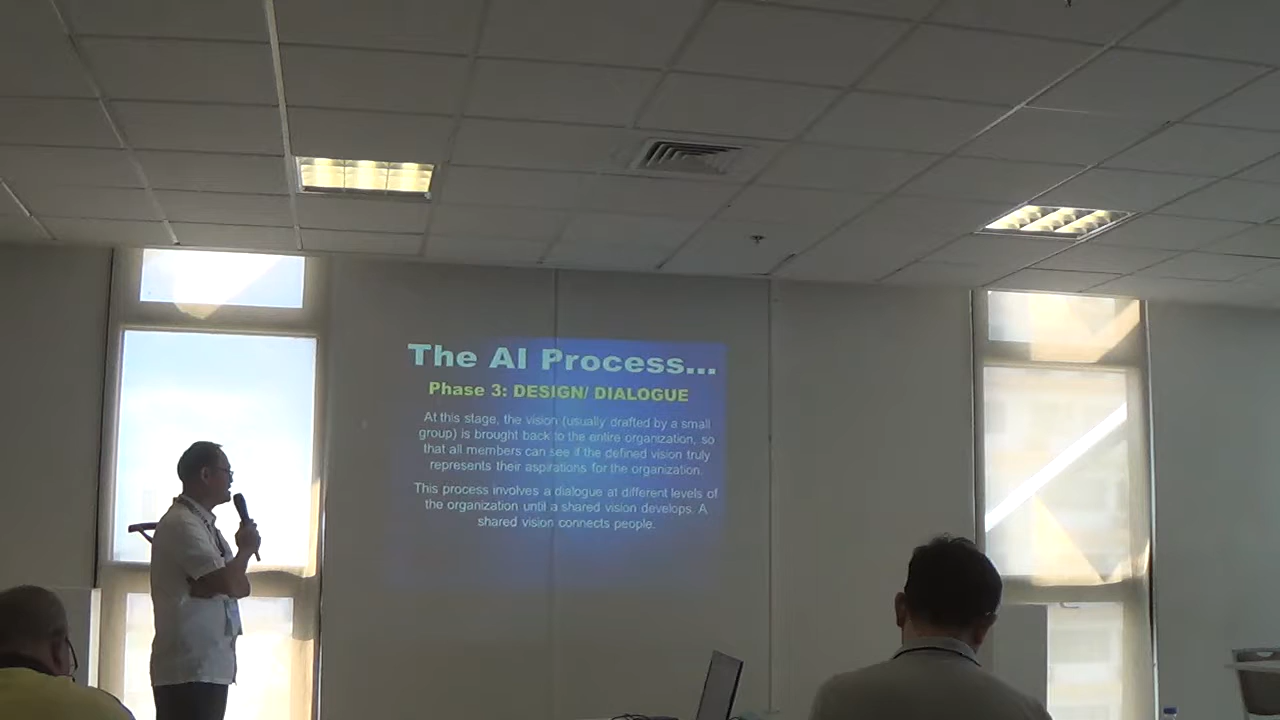 The AI Process...
Phase 3: DESIGN/ DIALOGUE
At this stage, the vision (usually drafted by a small
group) is brought back to the entire organization, so
that all members can see if the defined vision truly
represents their aspirations for the organization.
This process involves a dialogue at different levels of
the organization until a shared vision develops. A
shared vision connects people.